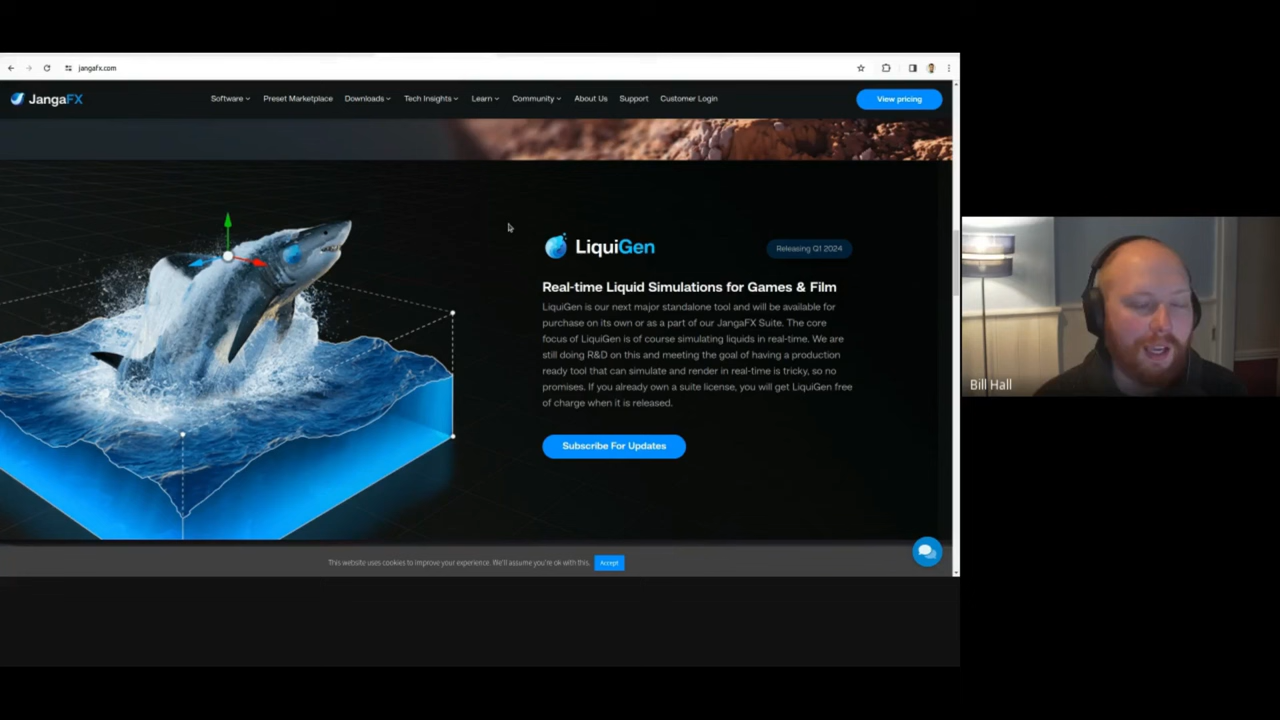 jangafx.com
JangaFX
Software Preset Marketplace Downloads Tech Insights Learn Community About Us Support Customer Login View pricing
LiquiGen
Releasing Q1 2024
Real-time Liquid Simulations for Games & Film
LiquiGen is our next major standalone tool and will be available for
purchase on its own or as a part of our JangaFX Suite. The core
focus of LiquiGen is of course simulating liquids in real-time. We are
still doing R&D on this and meeting the goal of having a production
ready tool that can simulate and render in real-time is tricky, so no
promises. If you already own a suite license, you will get LiquiGen free
of charge when it is released.
Subscribe For Updates
This website uses cookies to improve your experience. We'll assume you're ok with this. Accept
Bill Hall